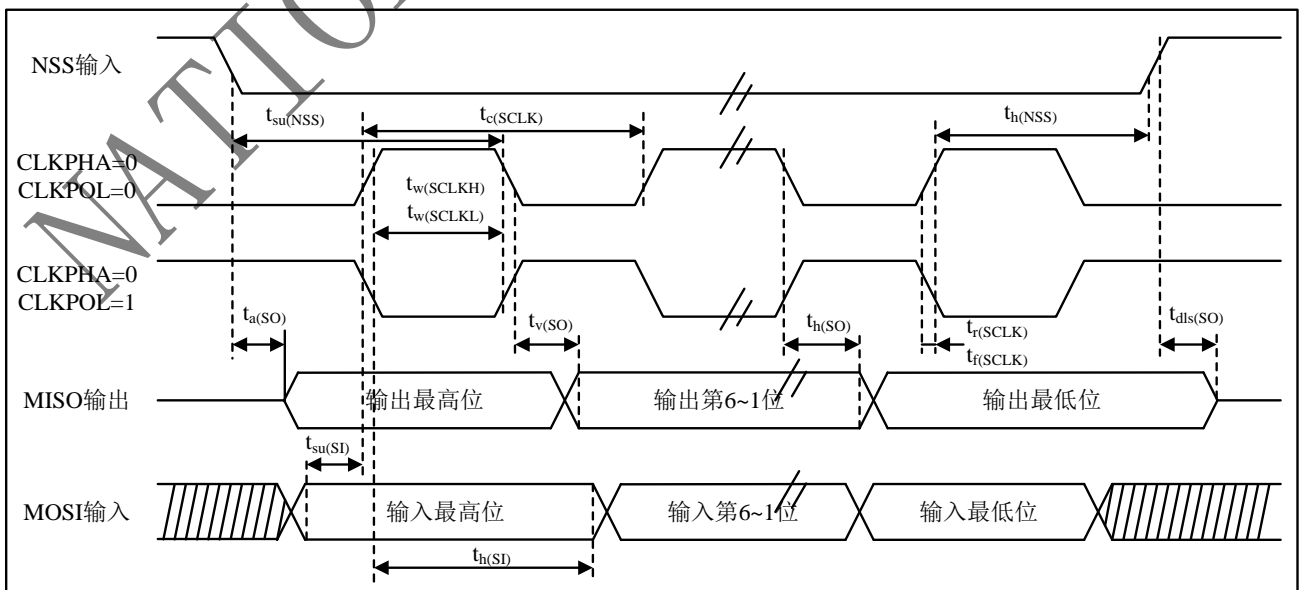 NATION
NSS输入
tsu(NSS)
tc(SCLK)
th(NSS)
CLKPHA=0
CLKPOL=0
tw(SCLKH)
tw(SCLKL)
CLKPHA=0
CLKPOL=1
ta(SO)
tv(SO)
th(SO)
tr(SCLK)
tf(SCLK)
tdls(SO)
MISO输出
输出最高位
输出第6~1位
输出最低位
tsu(SI)
MOSI输入
输入最高位
输入第6~1位
输入最低位
th(SI)